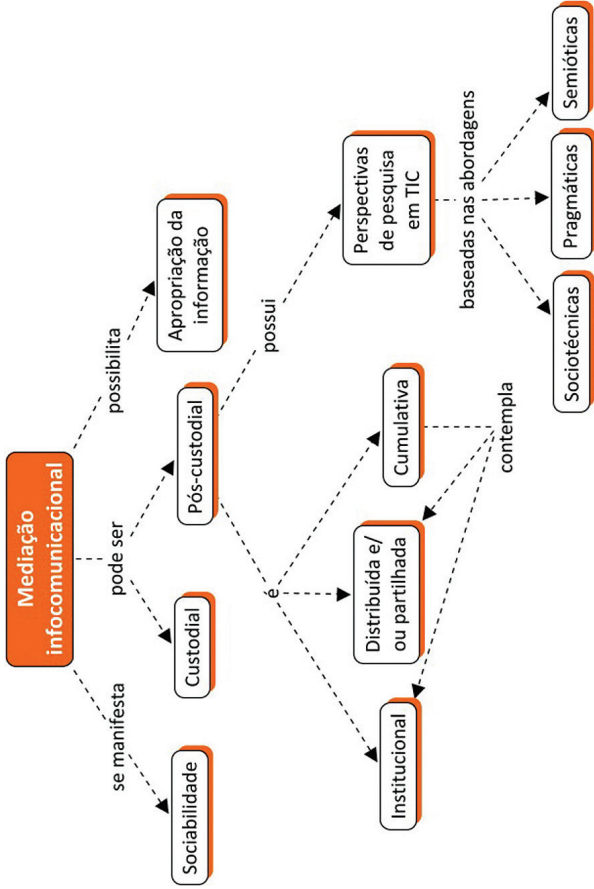 Mediação
infocomunicacional
se manifesta
pode ser
possibilita
Sociabilidade
Custodial
Pós-custodial
Apropriação da
informação
é
possui
Institucional
Distribuída e/
ou partilhada
Cumulativa
Perspectivas
de pesquisa
em TIC
contempla
baseadas nas abordagens
Sociotécnicas
Pragmáticas
Semióticas